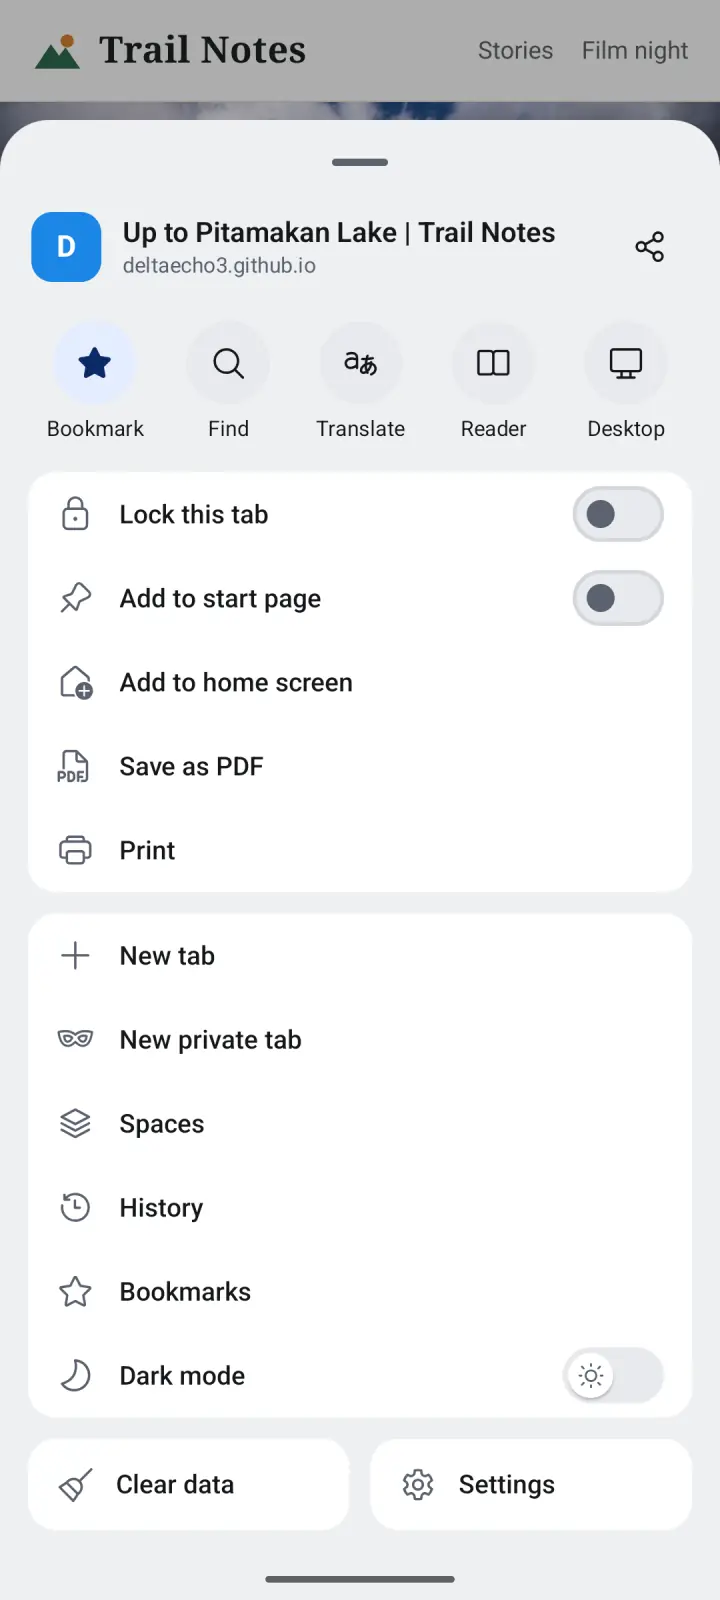 Trail Notes
Stories
Film night
D
Up to Pitamakan Lake | Trail Notes
deltaecho3.github.io
Bookmark
Find
aあ
Translate
Reader
Desktop
Lock this tab
Add to start page
Add to home screen
PDF
Save as PDF
Print
New tab
New private tab
Spaces
History
Bookmarks
Dark mode
Clear data
Settings